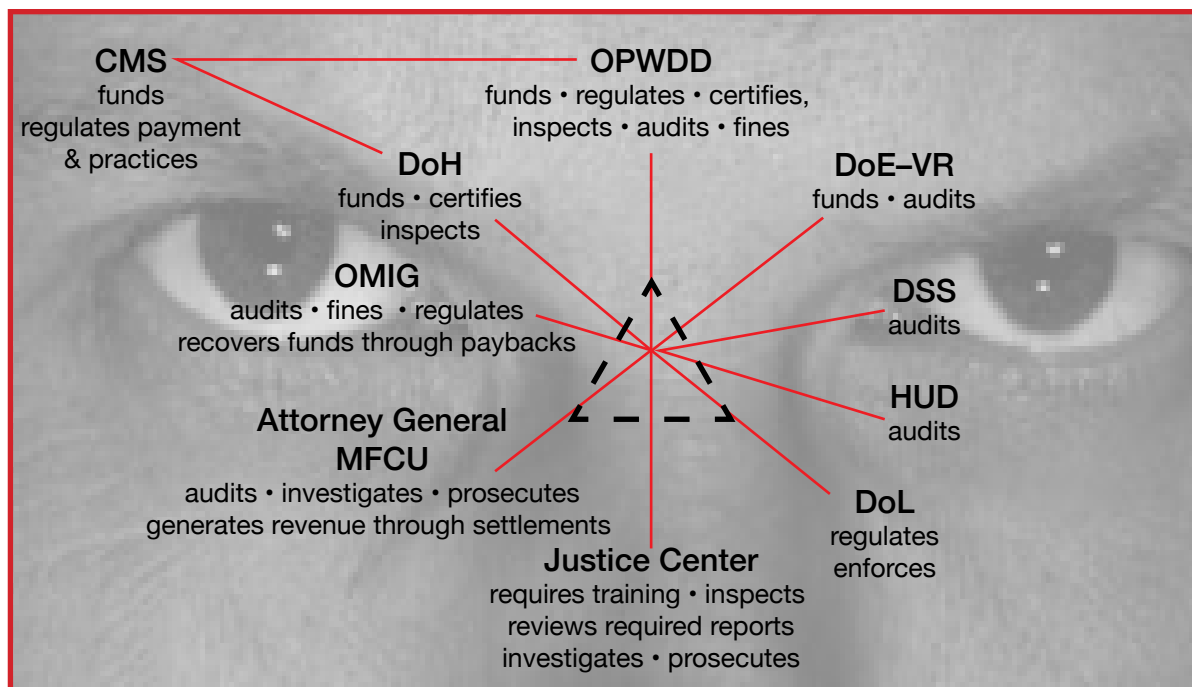 CMS
funds
regulates payment
& practices
OPWDD
funds • regulates • certifies,
inspects • audits • fines
DoH
funds • certifies
inspects
DoE–VR
funds • audits
OMIG
audits • fines • regulates
recovers funds through paybacks
DSS
audits
HUD
audits
Attorney General
MFCU
audits • investigates • prosecutes
generates revenue through settlements
DoL
regulates
enforces
Justice Center
requires training • inspects
reviews required reports
investigates • prosecutes